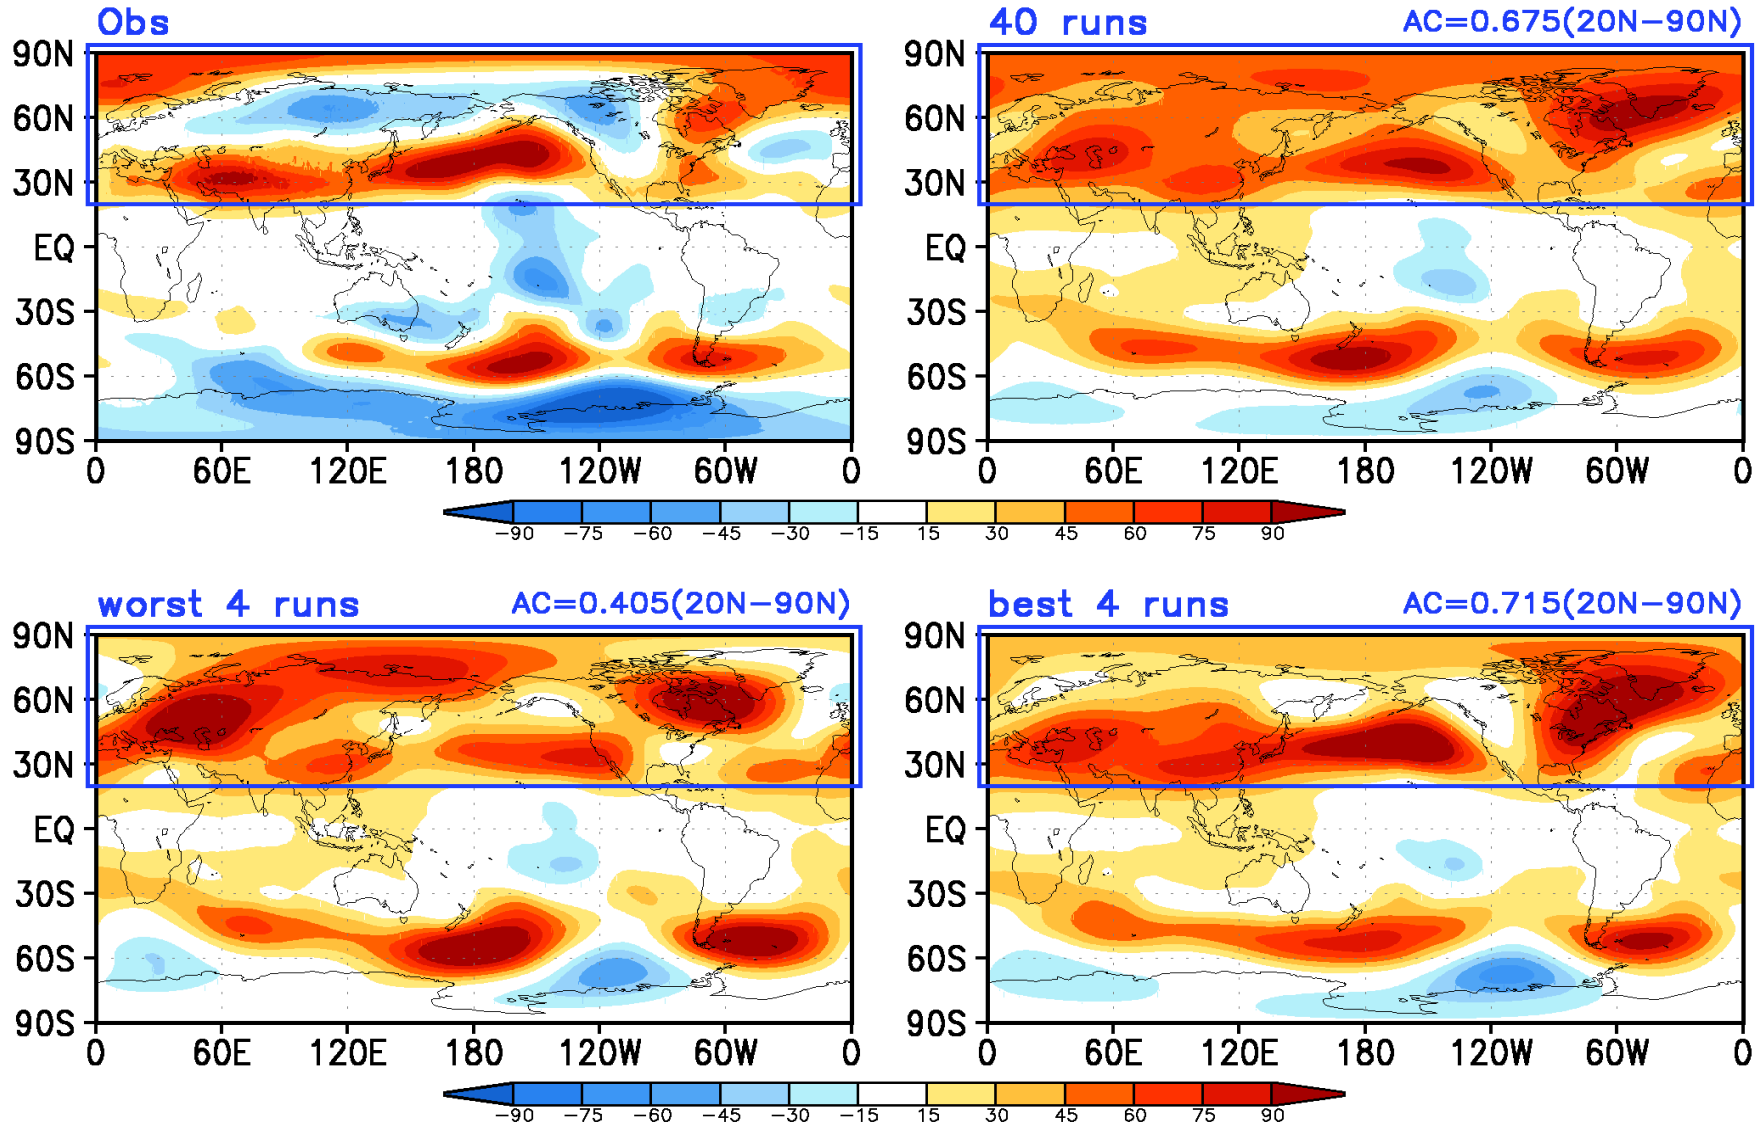 Obs
40 runs AC=0.675(20N−90N)
90N 90N
60N 60N
30N 30N
EQ EQ
30S 30S
60S 60S
90S 90S
0 60E 120E 180 120W 60W 0 0 60E 120E 180 120W 60W 0
−90 −75 −60 −45 −30 −15 15 30 45 60 75 90
worst 4 runs AC=0.405(20N−90N)
best 4 runs AC=0.715(20N−90N)
90N 90N
60N 60N
30N 30N
EQ EQ
30S 30S
60S 60S
90S 90S
0 60E 120E 180 120W 60W 0 0 60E 120E 180 120W 60W 0
−90 −75 −60 −45 −30 −15 15 30 45 60 75 90